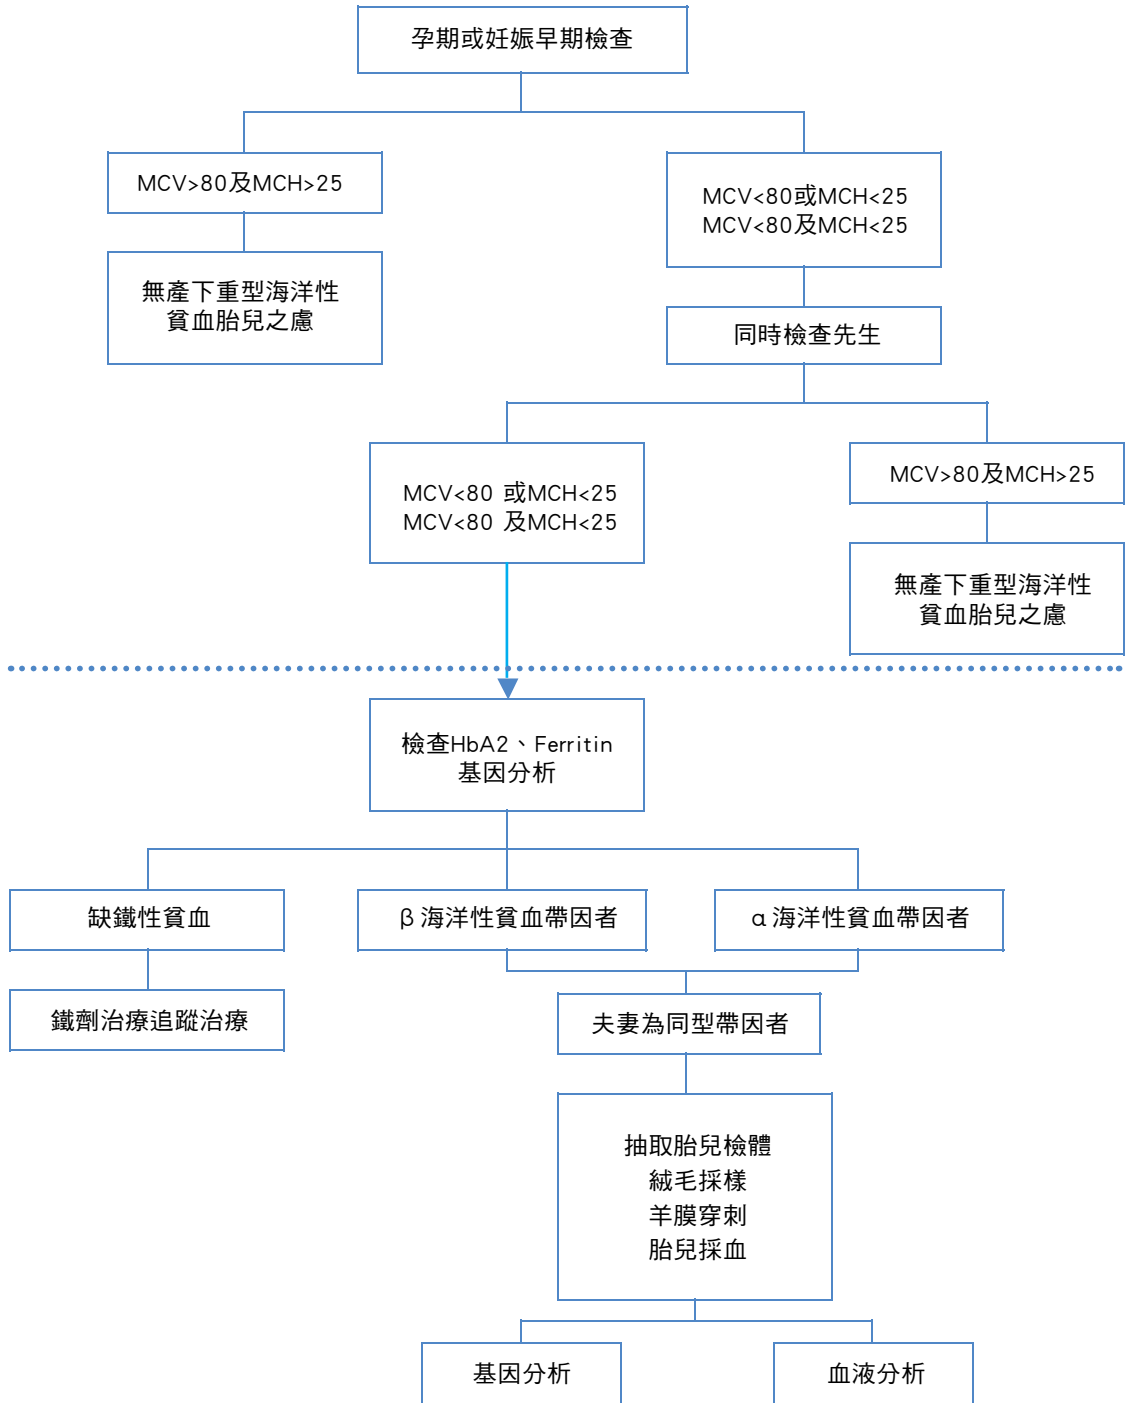 孕期或妊娠早期檢查
MCV>80及MCH>25
MCV<80或MCH<25
MCV<80及MCH<25
無產下重型海洋性
貧血胎兒之慮
同時檢查先生
MCV<80 或MCH<25
MCV<80 及MCH<25
MCV>80及MCH>25
無產下重型海洋性
貧血胎兒之慮
檢查HbA2、Ferritin
基因分析
缺鐵性貧血
β海洋性貧血帶因者
α海洋性貧血帶因者
鐵劑治療追蹤治療
夫妻為同型帶因者
抽取胎兒檢體
絨毛採樣
羊膜穿刺
胎兒採血
基因分析
血液分析